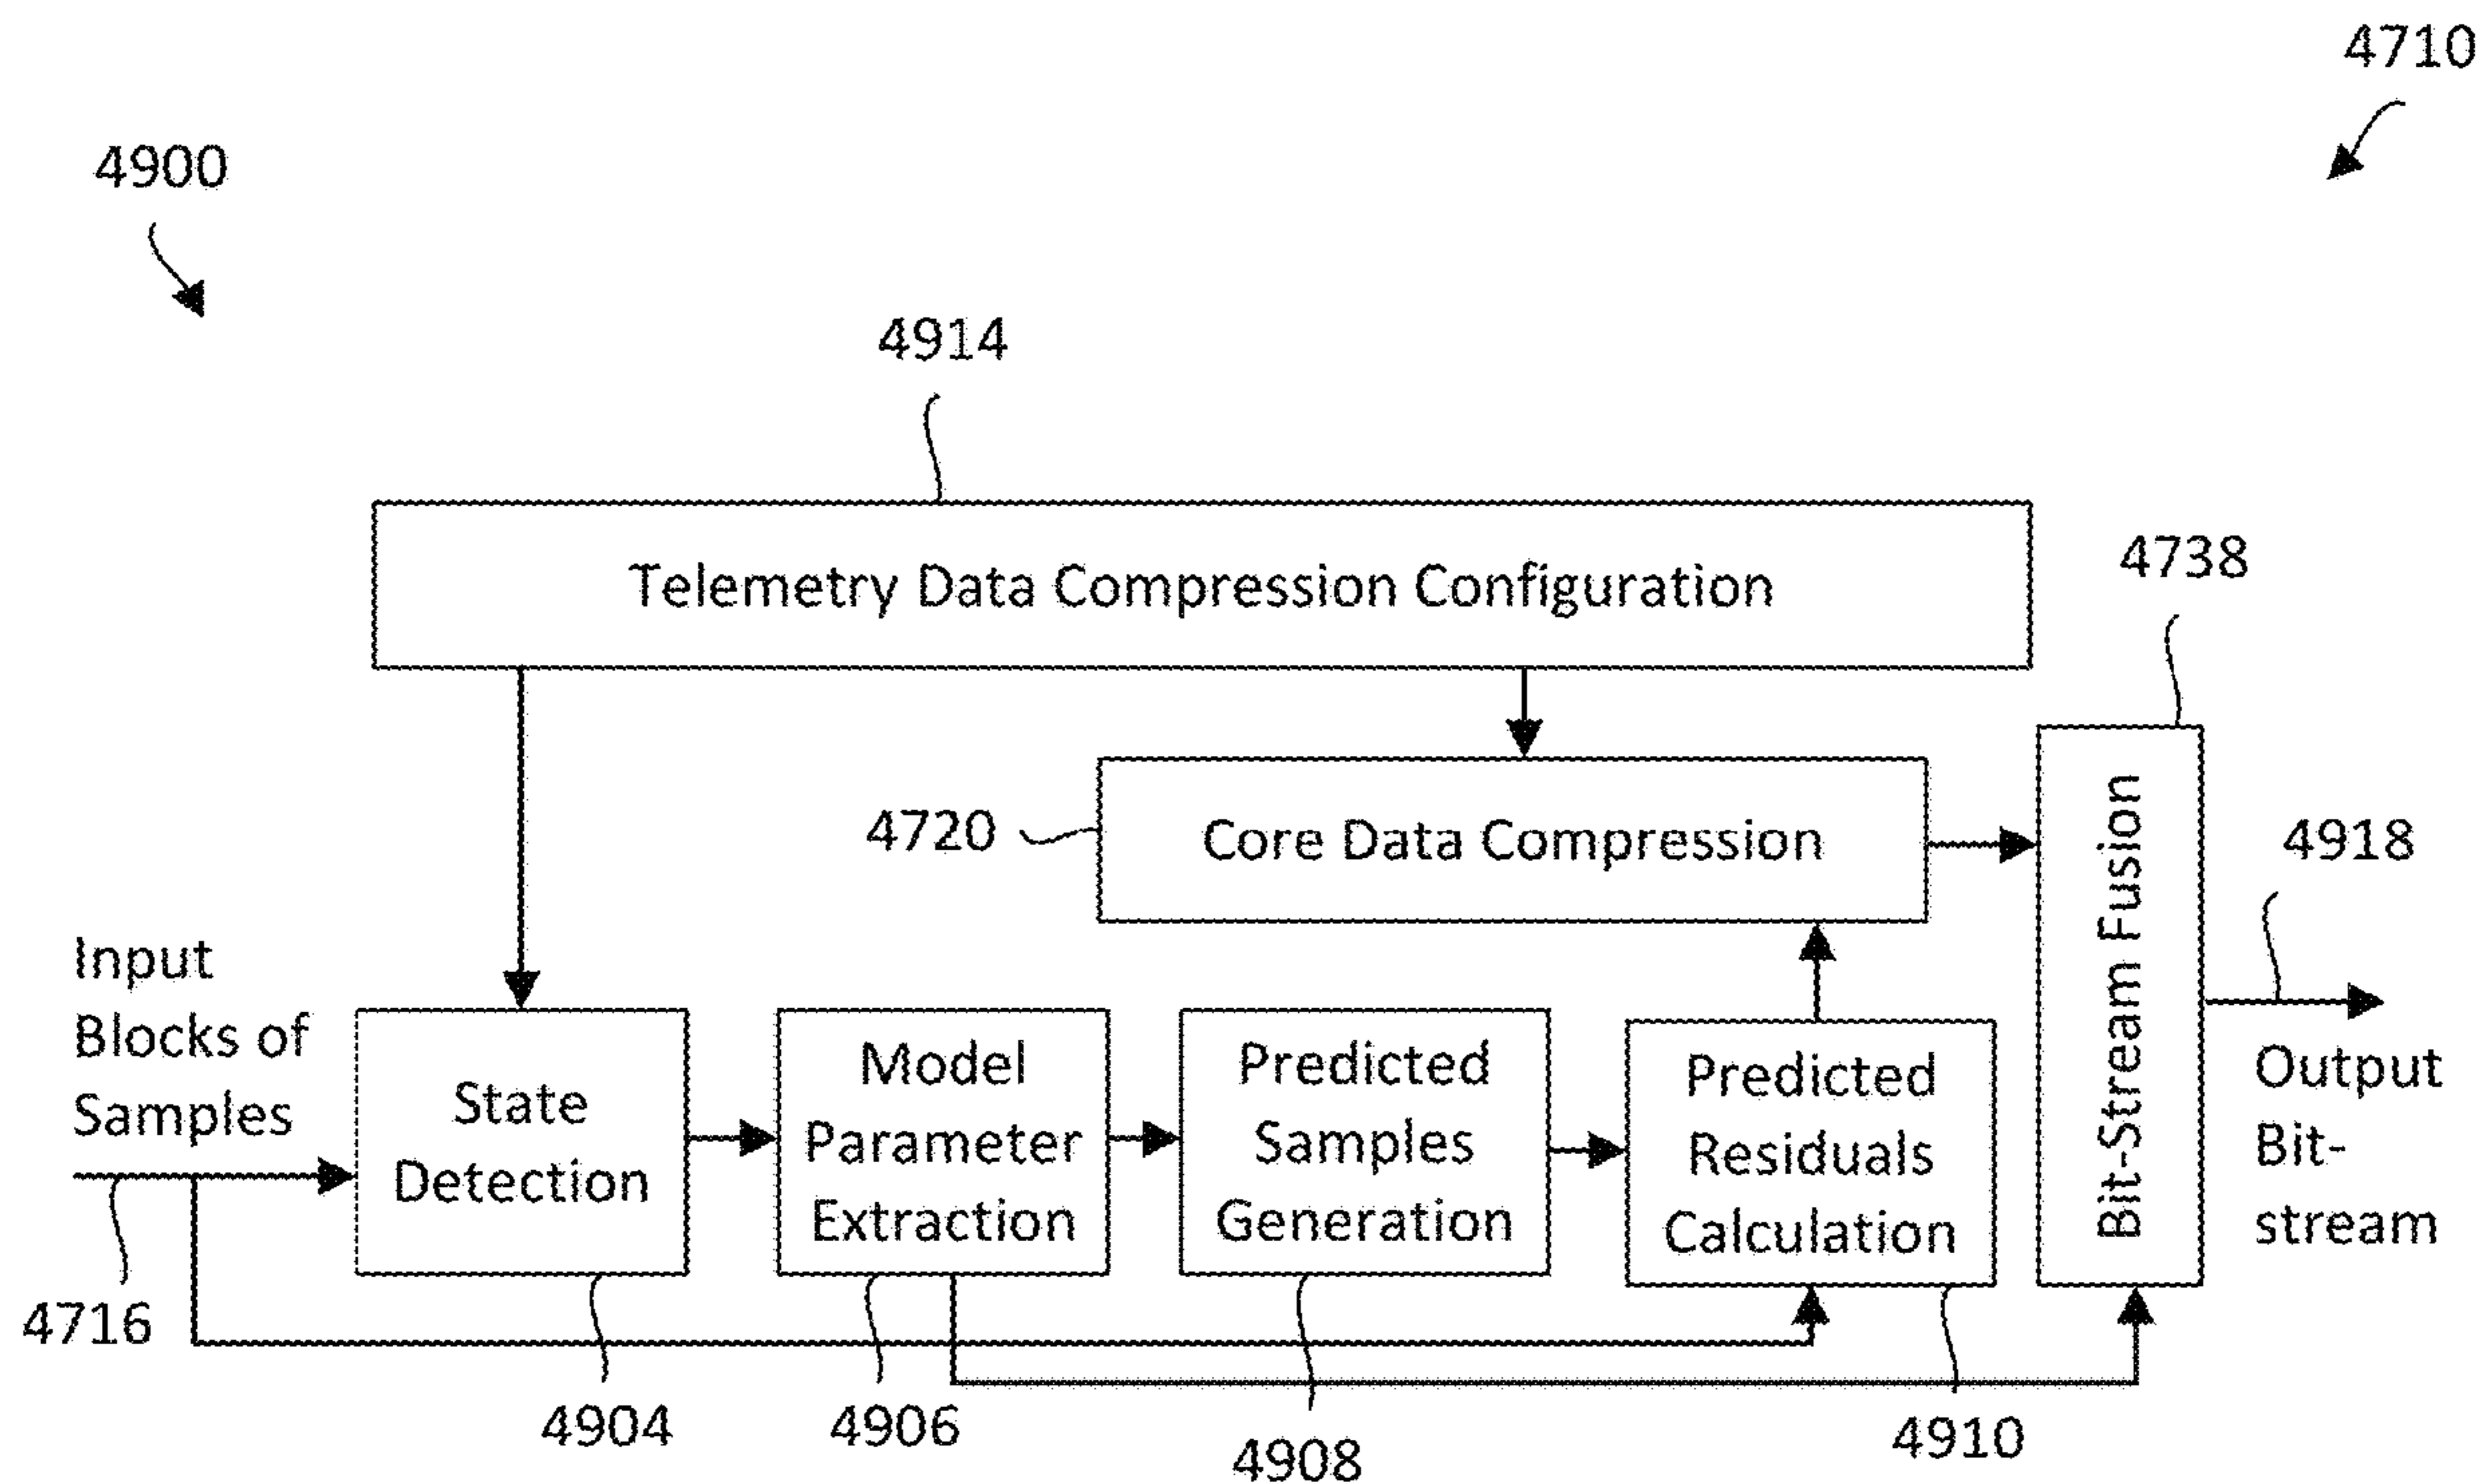 4710
4900
4914
Telemetry Data Compression Configuration
4738
4720
Core Data Compression
4918
Bit-Stream Fusion
Input
Blocks of
Samples
State
Detection
Model
Parameter
Extraction
Predicted
Samples
Generation
Predicted
Residuals
Calculation
Output
Bit-
stream
4716
4904
4906
4908
4910